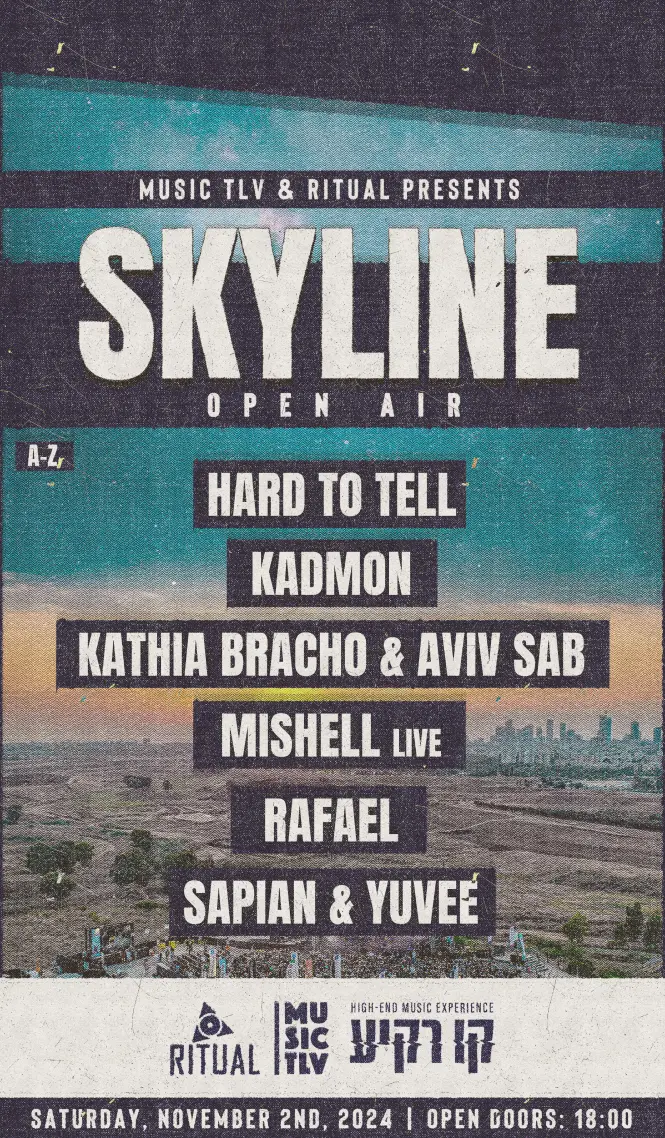 MUSIC TLV & RITUAL PRESENTS
SKYLINE
OPEN AIR
A-Z
HARD TO TELL
KADMON
KATHIA BRACHO & AVIV SAB
MISHELL LIVE
RAFAEL
SAPIAN & YUVEE
RITUAL
MU
SIC
TLV
HIGH-END MUSIC EXPERIENCE
קו רקיע
SATURDAY, NOVEMBER 2ND, 2024 | OPEN DOORS: 18:00